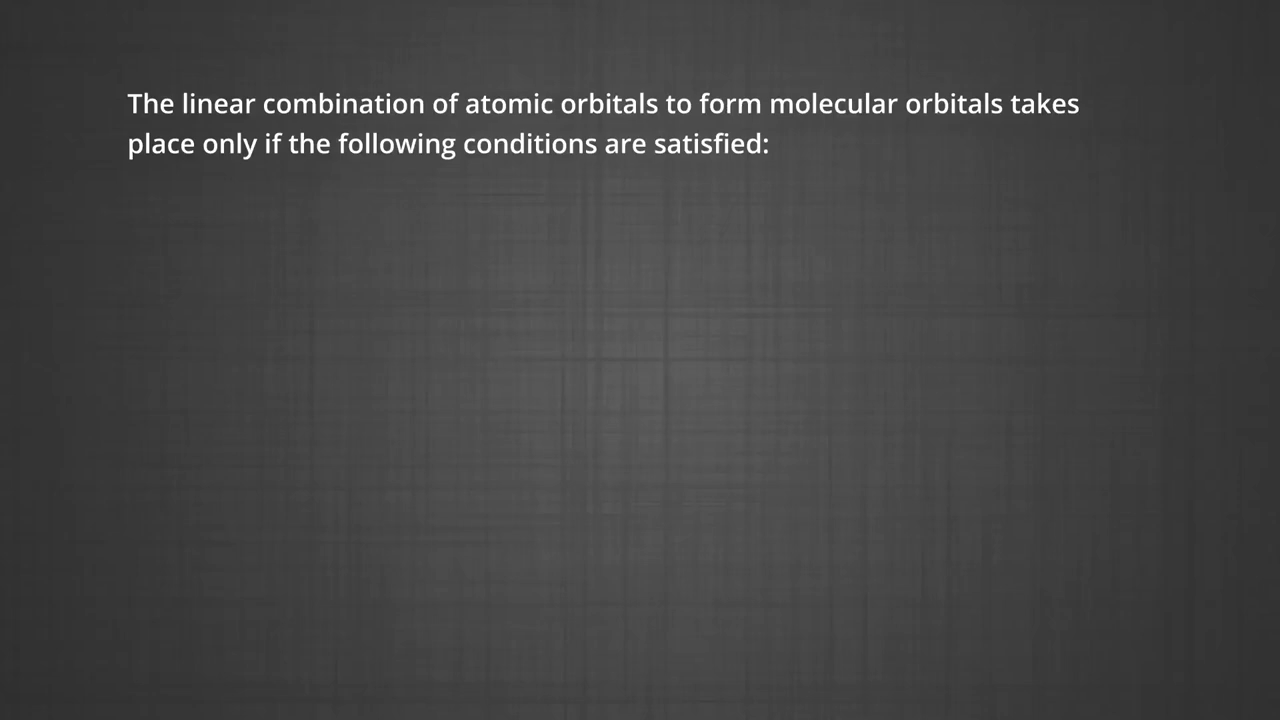 The linear combination of atomic orbitals to form molecular orbitals takes
place only if the following conditions are satisfied: